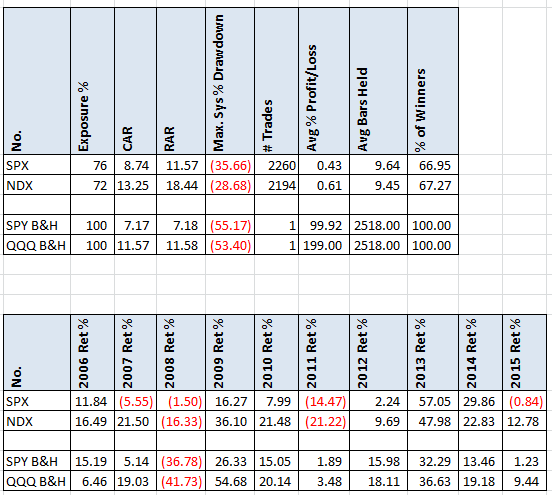 No. Exposure % CAR RAR Max. Sys % Drawdown # Trades Avg % Profit/Loss Avg Bars Held % of Winners
SPX 76 8.74 11.57 (35.66) 2260 0.43 9.64 66.95
NDX 72 13.25 18.44 (28.68) 2194 0.61 9.45 67.27
SPY B&H 100 7.17 7.18 (55.17) 1 99.92 2518.00 100.00
QQQ B&H 100 11.57 11.58 (53.40) 1 199.00 2518.00 100.00
No. 2006 Ret % 2007 Ret % 2008 Ret % 2009 Ret % 2010 Ret % 2011 Ret % 2012 Ret % 2013 Ret % 2014 Ret % 2015 Ret %
SPX 11.84 (5.55) (1.50) 16.27 7.99 (14.47) 2.24 57.05 29.86 (0.84)
NDX 16.49 21.50 (16.33) 36.10 21.48 (21.22) 9.69 47.98 22.83 12.78
SPY B&H 15.19 5.14 (36.78) 26.33 15.05 1.89 15.98 32.29 13.46 1.23
QQQ B&H 6.46 19.03 (41.73) 54.68 20.14 3.48 18.11 36.63 19.18 9.44